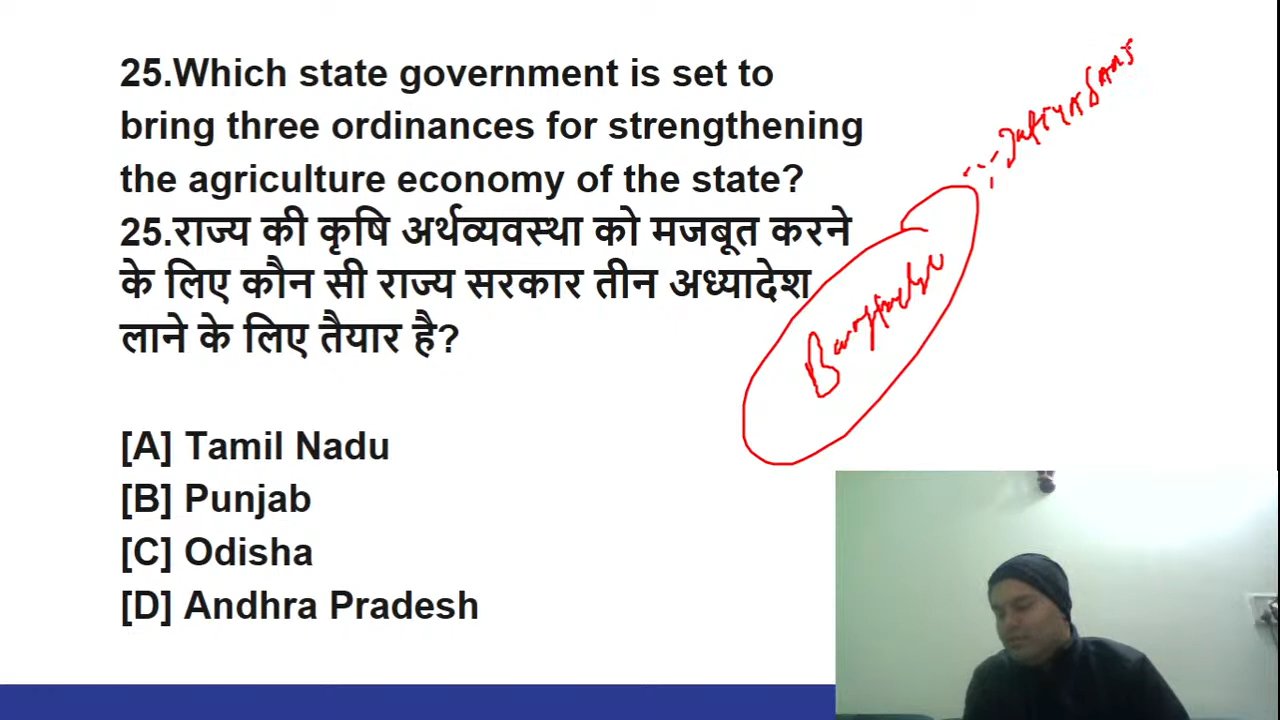 25.Which state government is set to
bring three ordinances for strengthening
the agriculture economy of the state?
25.राज्य की कृषि अर्थव्यवस्था को मजबूत करने
के लिए कौन सी राज्य सरकार तीन अध्यादेश
लाने के लिए तैयार है?
[A] Tamil Nadu
[B] Punjab
[C] Odisha
[D] Andhra Pradesh